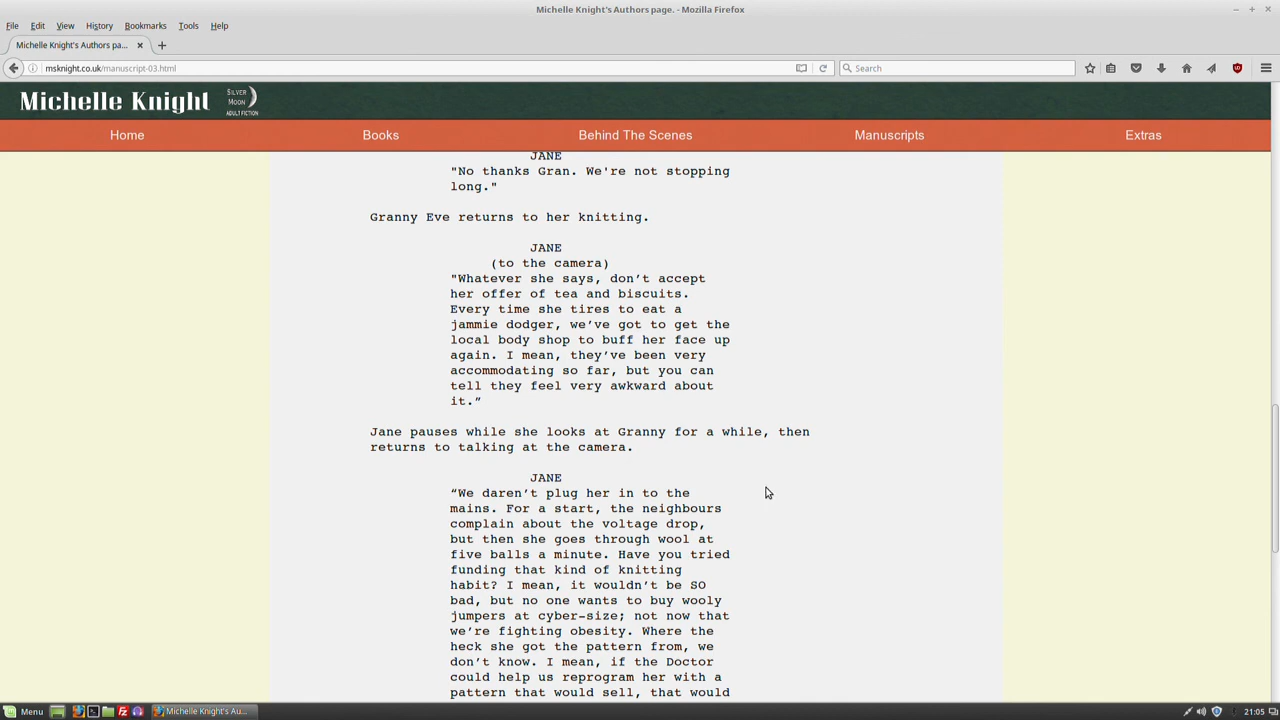 Michelle Knight's Authors page. - Mozilla Firefox
File Edit View History Bookmarks Tools Help
Michelle Knight's Authors pa...
msknight.co.uk/manuscript-03.html
Search
Michelle Knight
SILVER
MOON
ADULT FICTION
Home Books Behind The Scenes Manuscripts Extras
JANE
"No thanks Gran. We're not stopping
long."
Granny Eve returns to her knitting.
JANE
(to the camera)
"Whatever she says, don’t accept
her offer of tea and biscuits.
Every time she tires to eat a
jammie dodger, we’ve got to get the
local body shop to buff her face up
again. I mean, they’ve been very
accommodating so far, but you can
tell they feel very awkward about
it.”
Jane pauses while she looks at Granny for a while, then
returns to talking at the camera.
JANE
“We daren’t plug her in to the
mains. For a start, the neighbours
complain about the voltage drop,
but then she goes through wool at
five balls a minute. Have you tried
funding that kind of knitting
habit? I mean, it wouldn’t be SO
bad, but no one wants to buy wooly
jumpers at cyber-size; not now that
we’re fighting obesity. Where the
heck she got the pattern from, we
don’t know. I mean, if the Doctor
could help us reprogram her with a
pattern that would sell, that would
Menu
Michelle Knight's Au...
21:05